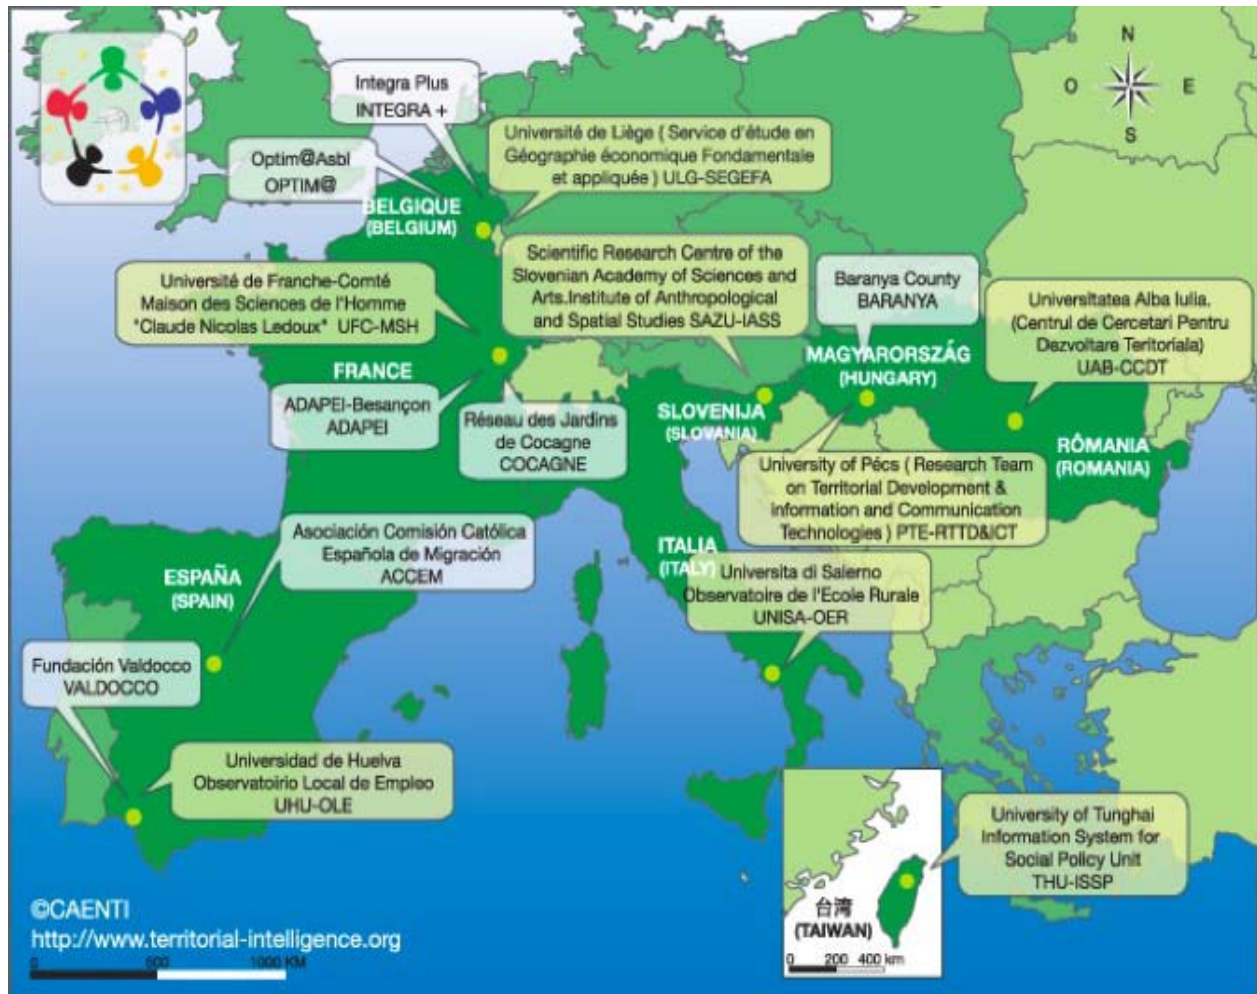 N
O
E
S
Integra Plus
INTEGRA +
Optim@Asbl
OPTIM@
Université de Liège ( Service d'étude en
Géographie économique Fondamentale
et appliquée ) ULG-SEGEFA
BELGIQUE
(BELGIUM)
Université de Franche-Comté
Maison des Sciences de l'Homme
"Claude Nicolas Ledoux" UFC-MSH
Scientific Research Centre of the
Slovenian Academy of Sciences and
Arts.Institute of Anthropological
and Spatial Studies SAZU-IASS
Baranya County
BARANYA
Universitatea Alba Iulia.
(Centrul de Cercetari Pentru
Dezvoltare Teritoriala)
UAB-CCDT
FRANCE
MAGYARORSZÁG
(HUNGARY)
ADAPEI-Besançon
ADAPEI
Réseau des Jardins
de Cocagne
COCAGNE
SLOVENIJA
(SLOVANIA)
RÔMANIA
(ROMANIA)
University of Pécs ( Research Team
on Territorial Development &
information and Communication
Technologies ) PTE-RTTD&ICT
Asociación Comisión Católica
Española de Migración
ACCEM
ITALIA
(ITALY)
Universita di Salerno
Observatoire de l'Ecole Rurale
UNISA-OER
ESPAÑA
(SPAIN)
Fundación Valdocco
VALDOCCO
Universidad de Huelva
Observatoirio Local de Empleo
UHU-OLE
University of Tunghai
Information System for
Social Policy Unit
THU-ISSP
台湾
(TAIWAN)
0 200 400 km
©CAENTI
http://www.territorial-intelligence.org
0 500 1000 KM